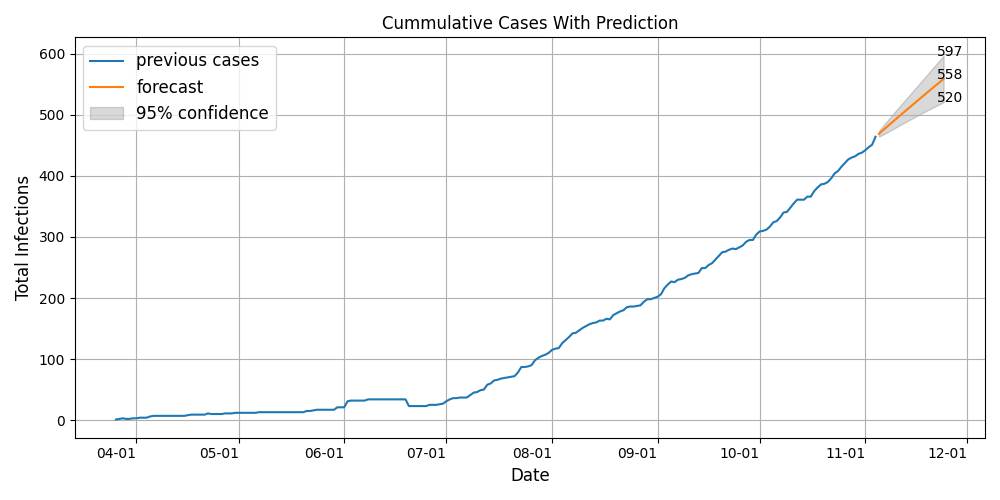 Cummulative Cases With Prediction
previous cases
forecast
95% confidence
597
558
520
Total Infections
600
500
400
300
200
100
0
04-01 05-01 06-01 07-01 08-01 09-01 10-01 11-01 12-01
Date